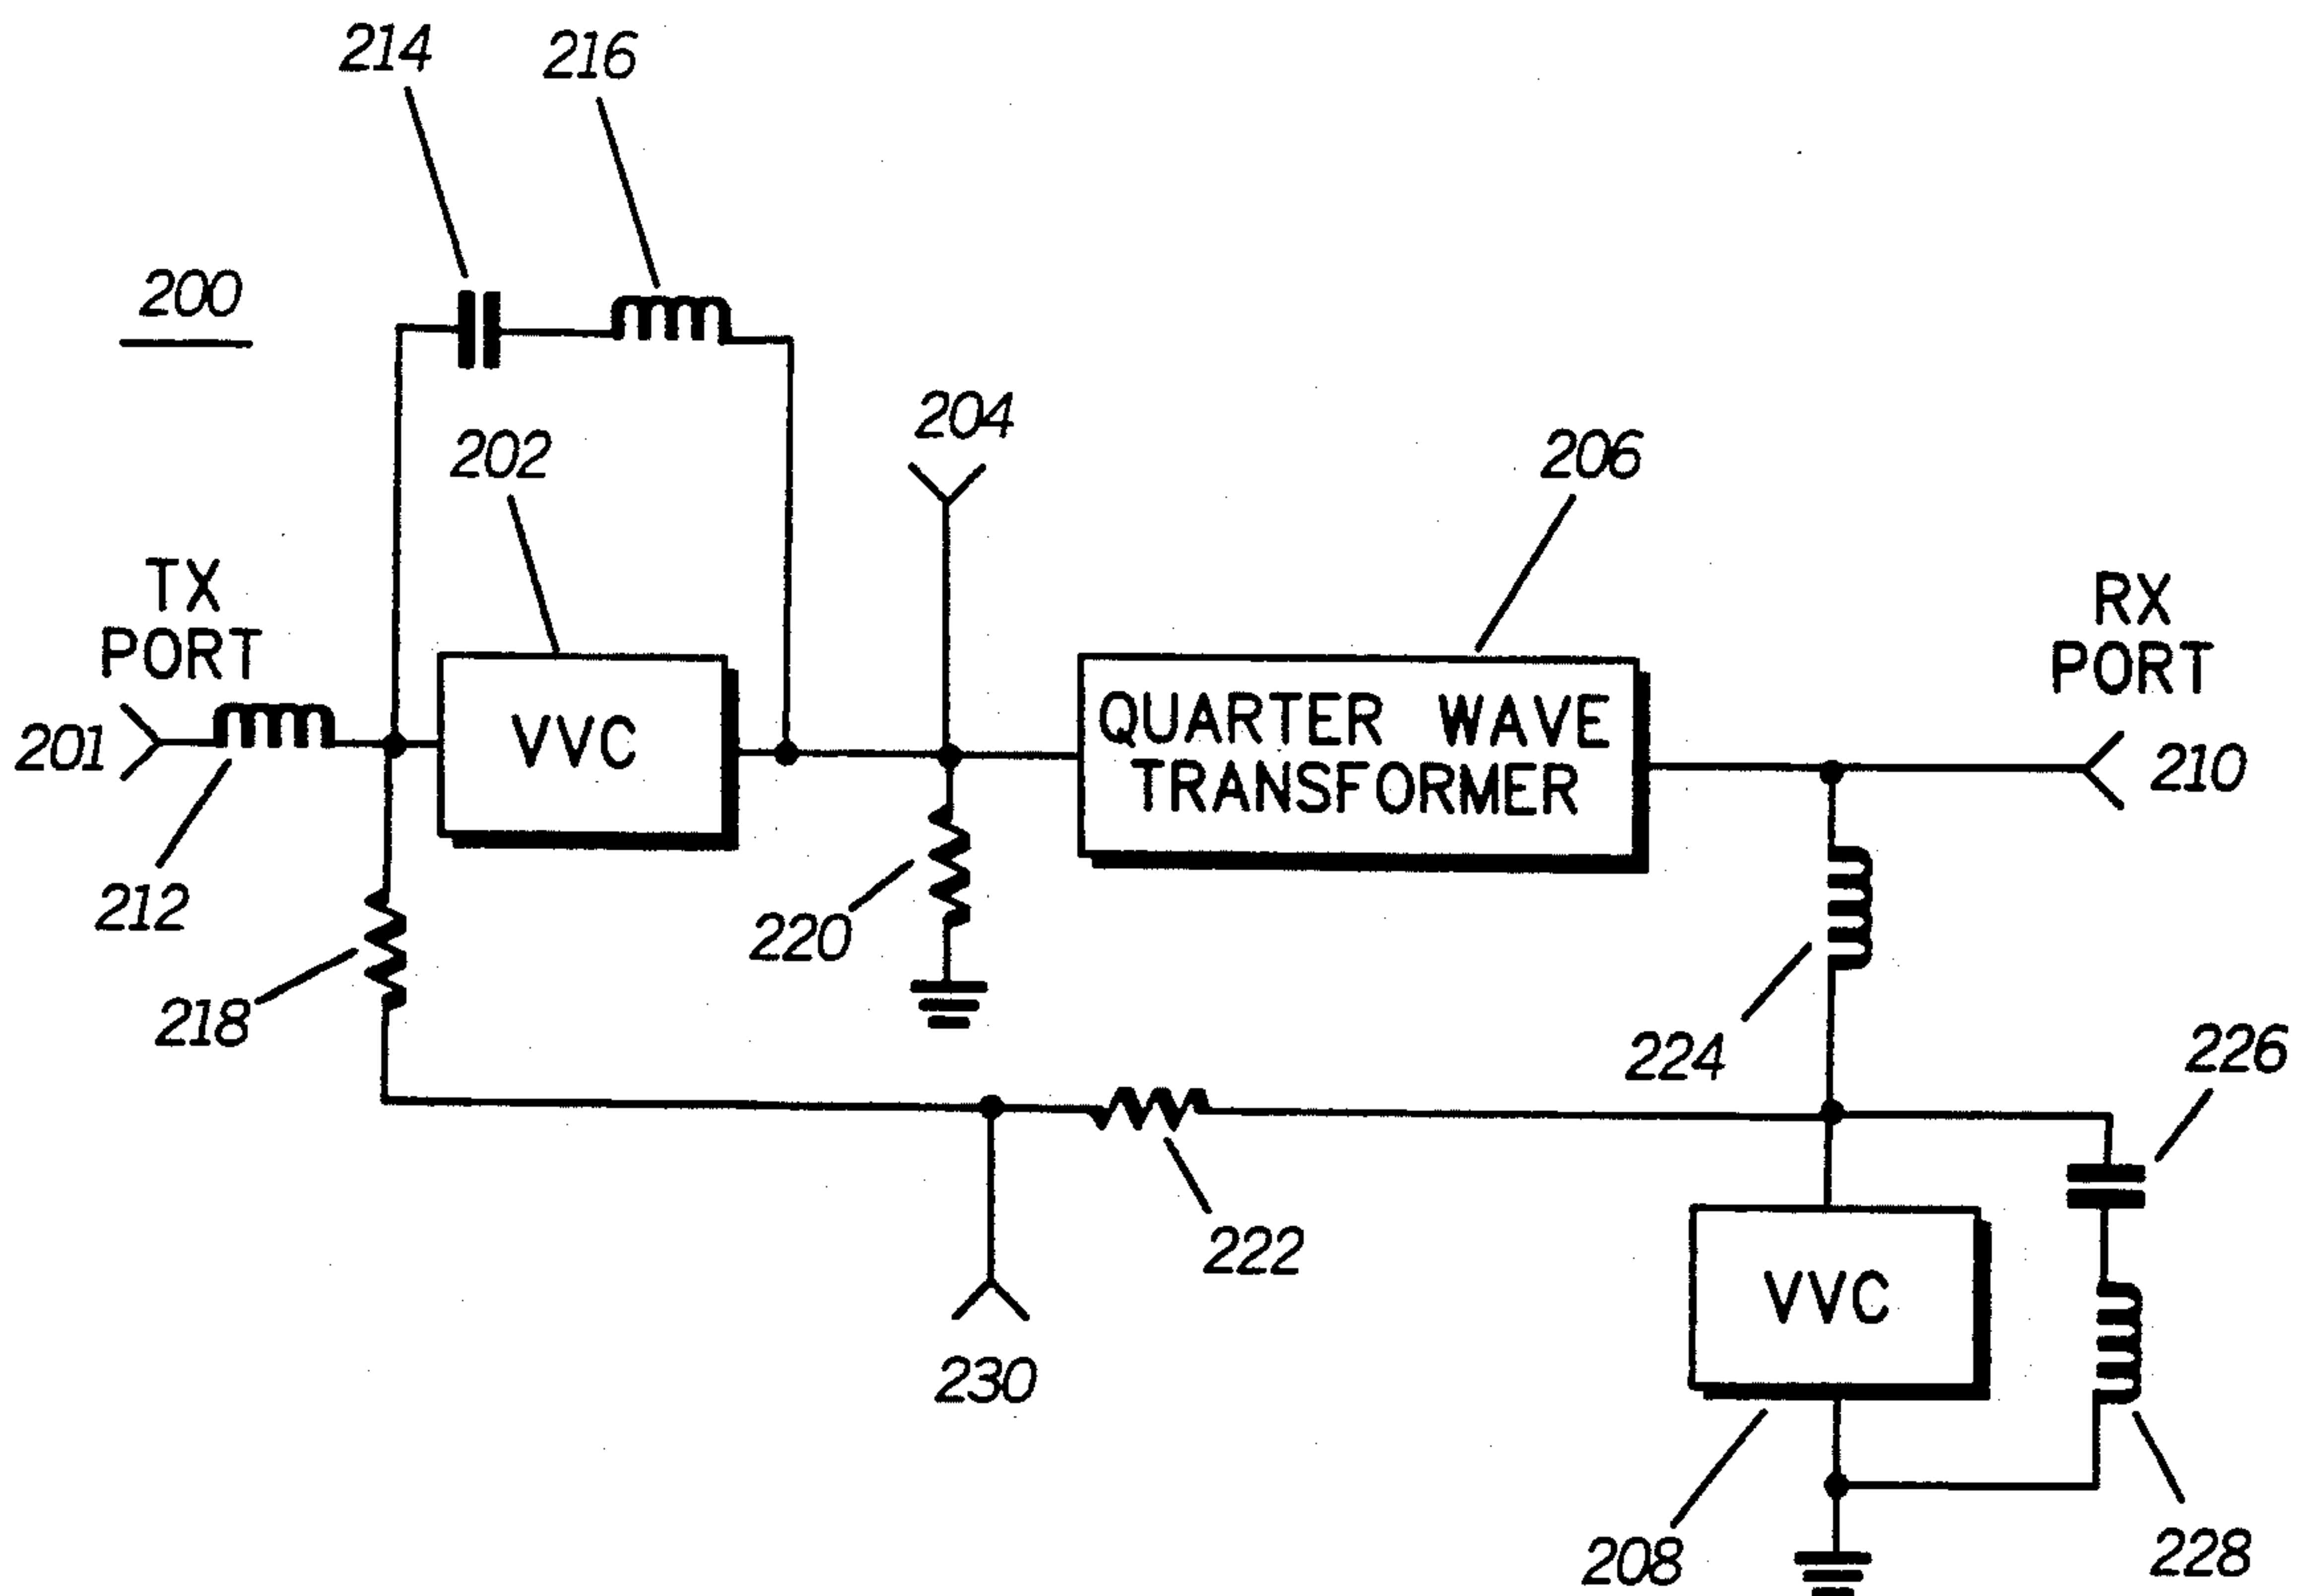 214
216
200
204
202
206
TX
PORT
RX
PORT
201
VVC
QUARTER WAVE
TRANSFORMER
210
212
220
218
224
226
222
VVC
230
208
228